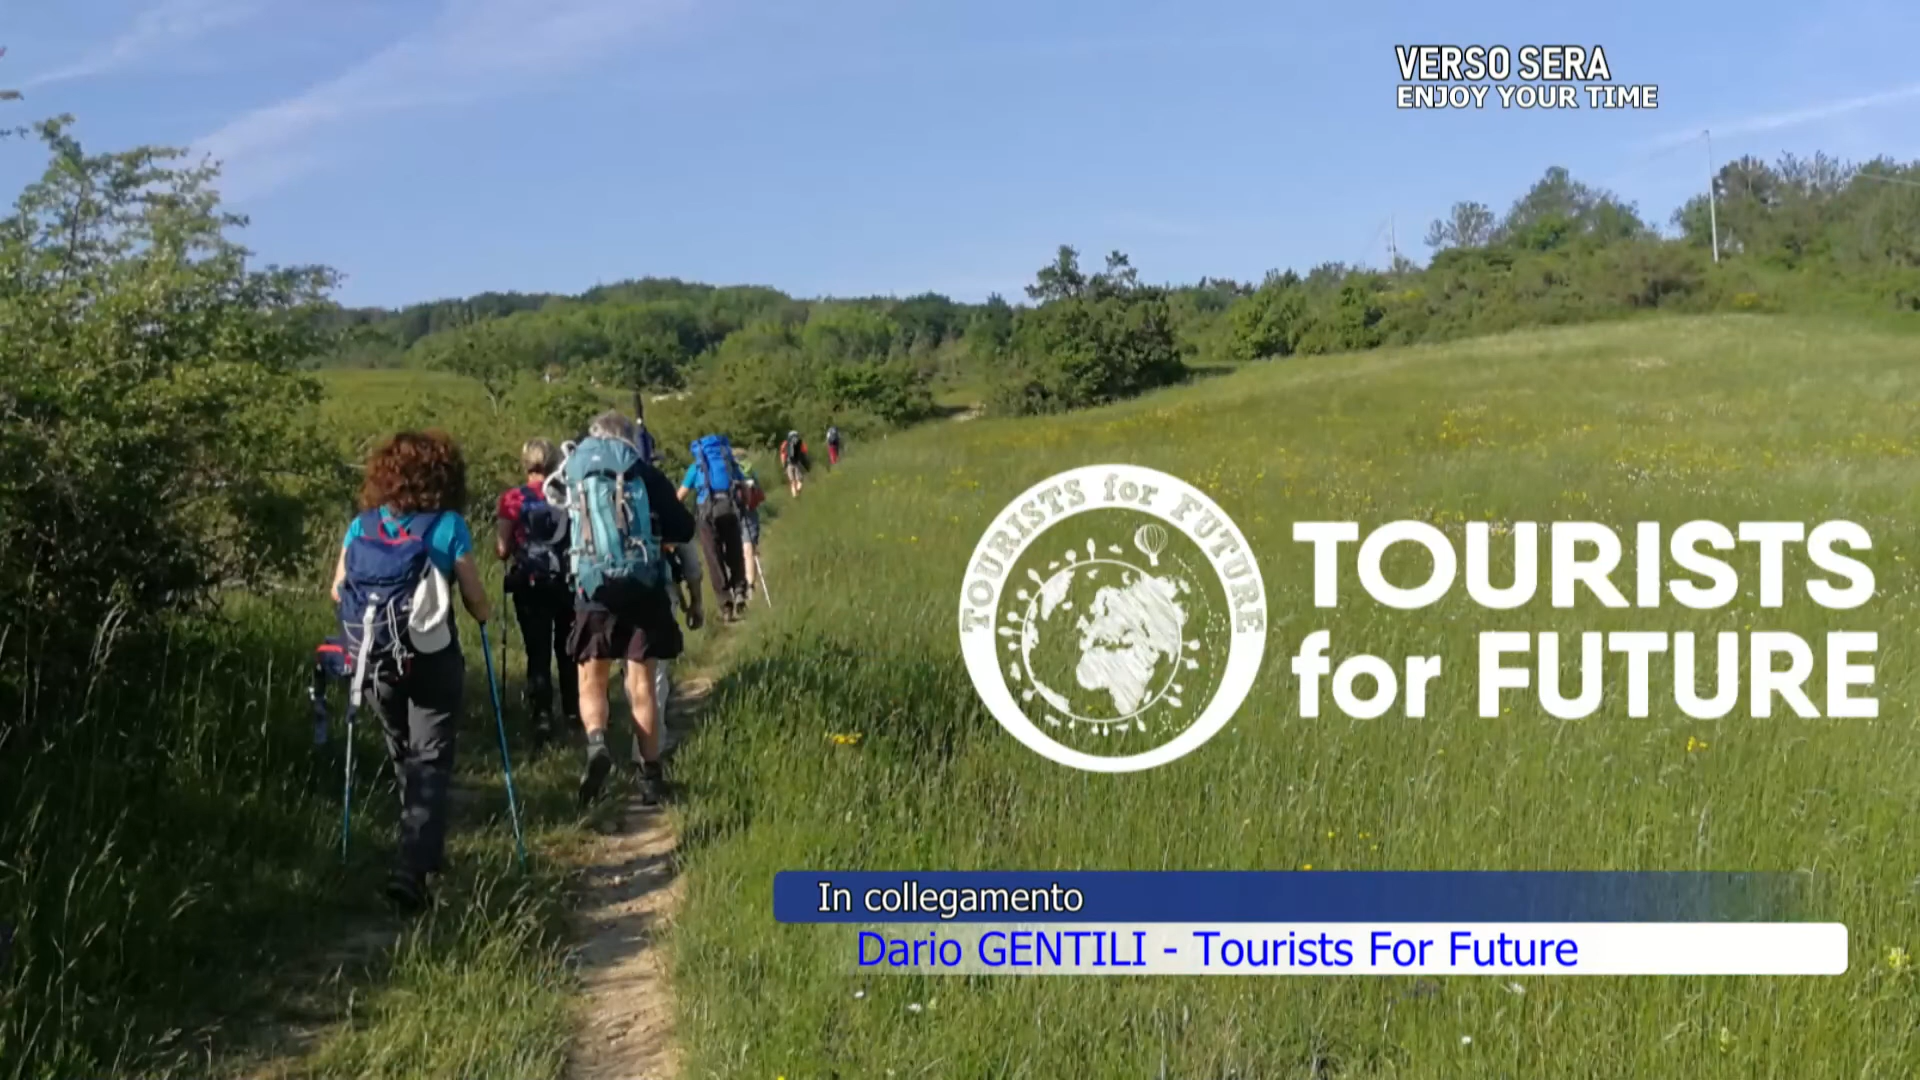 VERSO SERA
ENJOY YOUR TIME
TOURISTS for FUTURE
TOURISTS
for FUTURE
In collegamento
Dario GENTILI - Tourists For Future